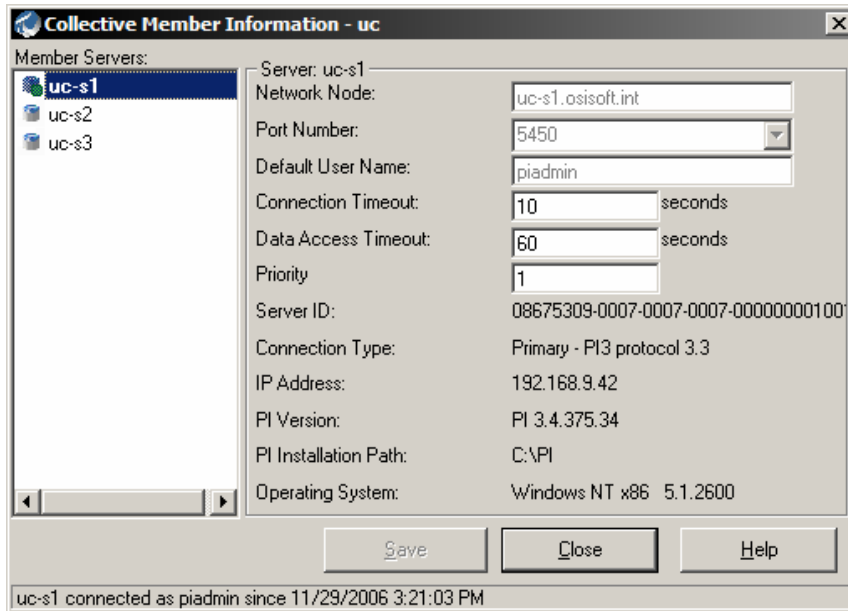 Collective Member Information - uc
Member Servers:
uc-s1
uc-s2
uc-s3
Server: uc-s1
Network Node: uc-s1.osisoft.int
Port Number: 5450
Default User Name: piadmin
Connection Timeout: 10 seconds
Data Access Timeout: 60 seconds
Priority 1
Server ID: 08675309-0007-0007-0007-00000000100
Connection Type: Primary - PI3 protocol 3.3
IP Address: 192.168.9.42
PI Version: PI 3.4.375.34
PI Installation Path: C:\PI
Operating System: Windows NT x86 5.1.2600
Save Close Help
uc-s1 connected as piadmin since 11/29/2006 3:21:03 PM